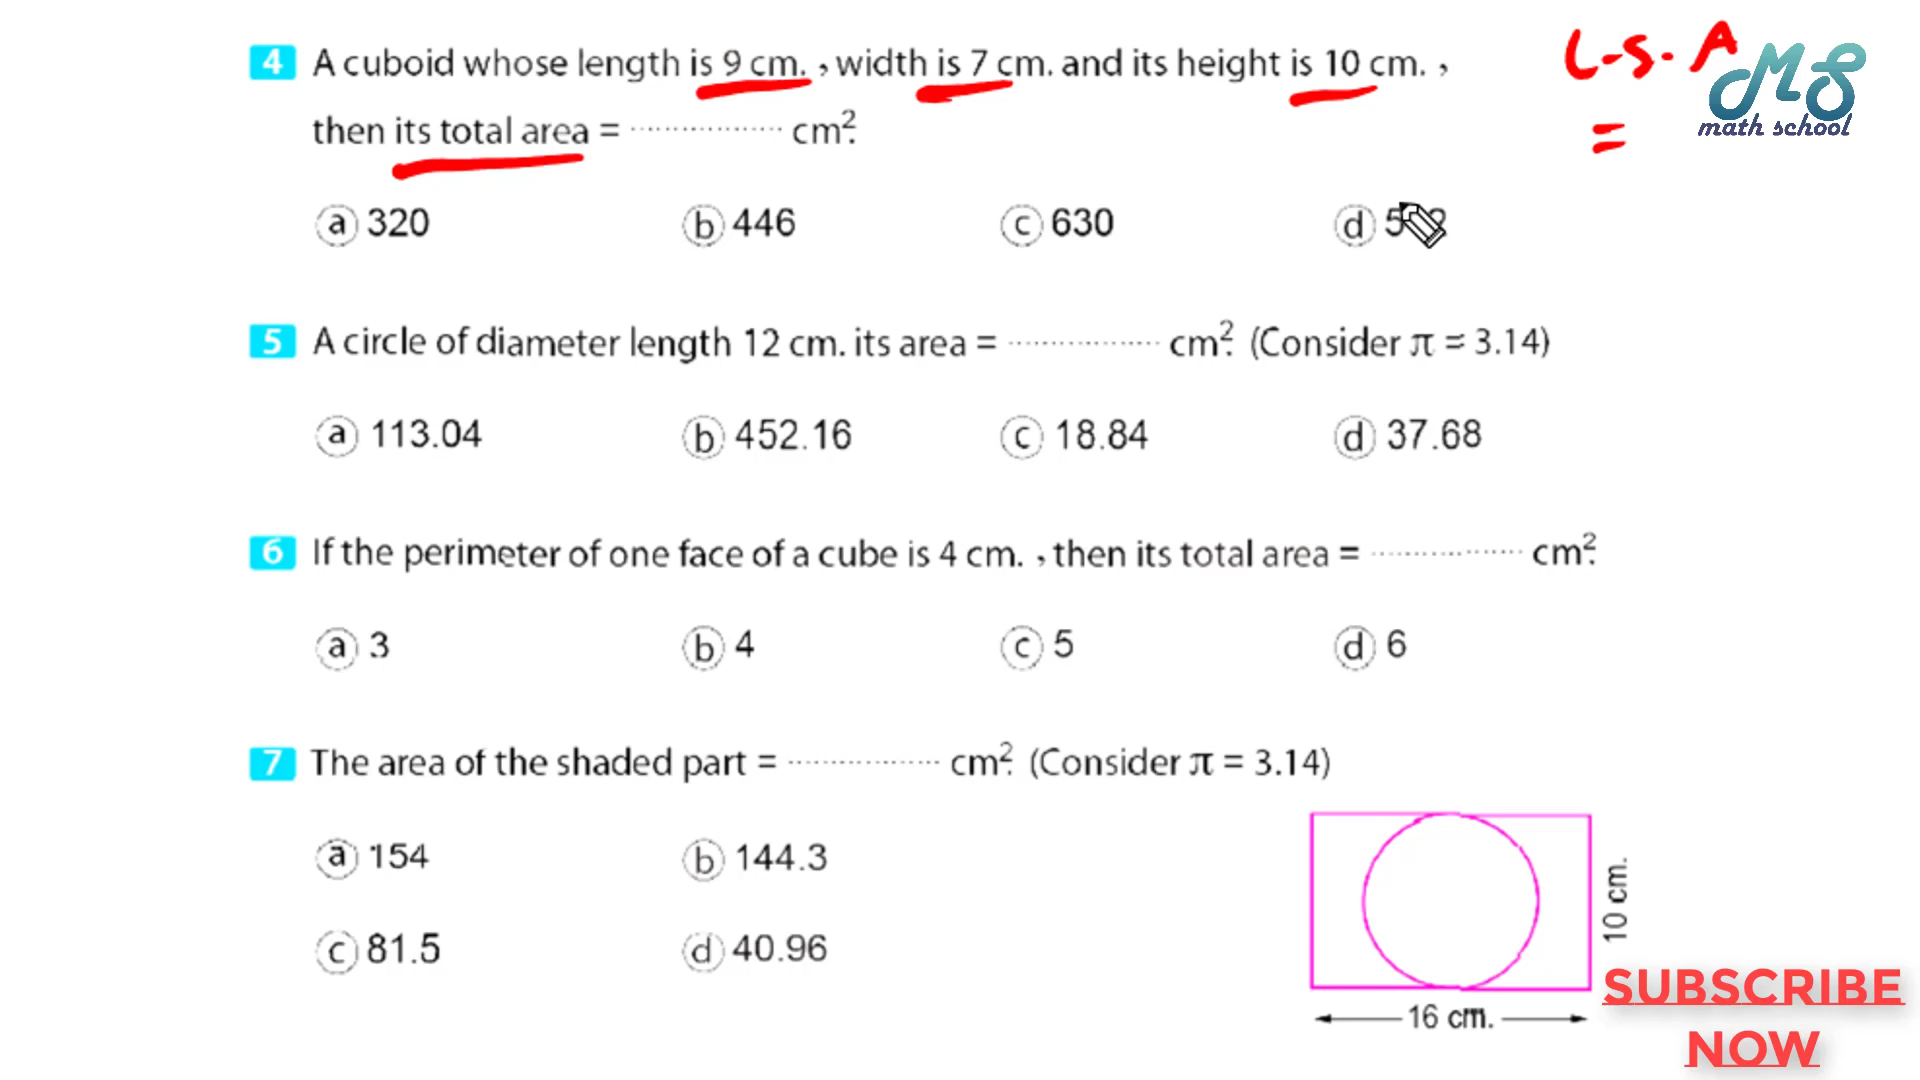 4 A cuboid whose length is 9 cm. , width is 7 cm. and its height is 10 cm. ,
then its total area = ................ cm².
a 320 b 446 c 630 d
L.S.A
=
MS
math school
5 A circle of diameter length 12 cm. its area = ................ cm². (Consider π = 3.14)
a 113.04 b 452.16 c 18.84 d 37.68
6 If the perimeter of one face of a cube is 4 cm. , then its total area = ................ cm².
a 3 b 4 c 5 d 6
7 The area of the shaded part = ................ cm². (Consider π = 3.14)
a 154 b 144.3
c 81.5 d 40.96
10 cm.
16 cm.
SUBSCRIBE
NOW